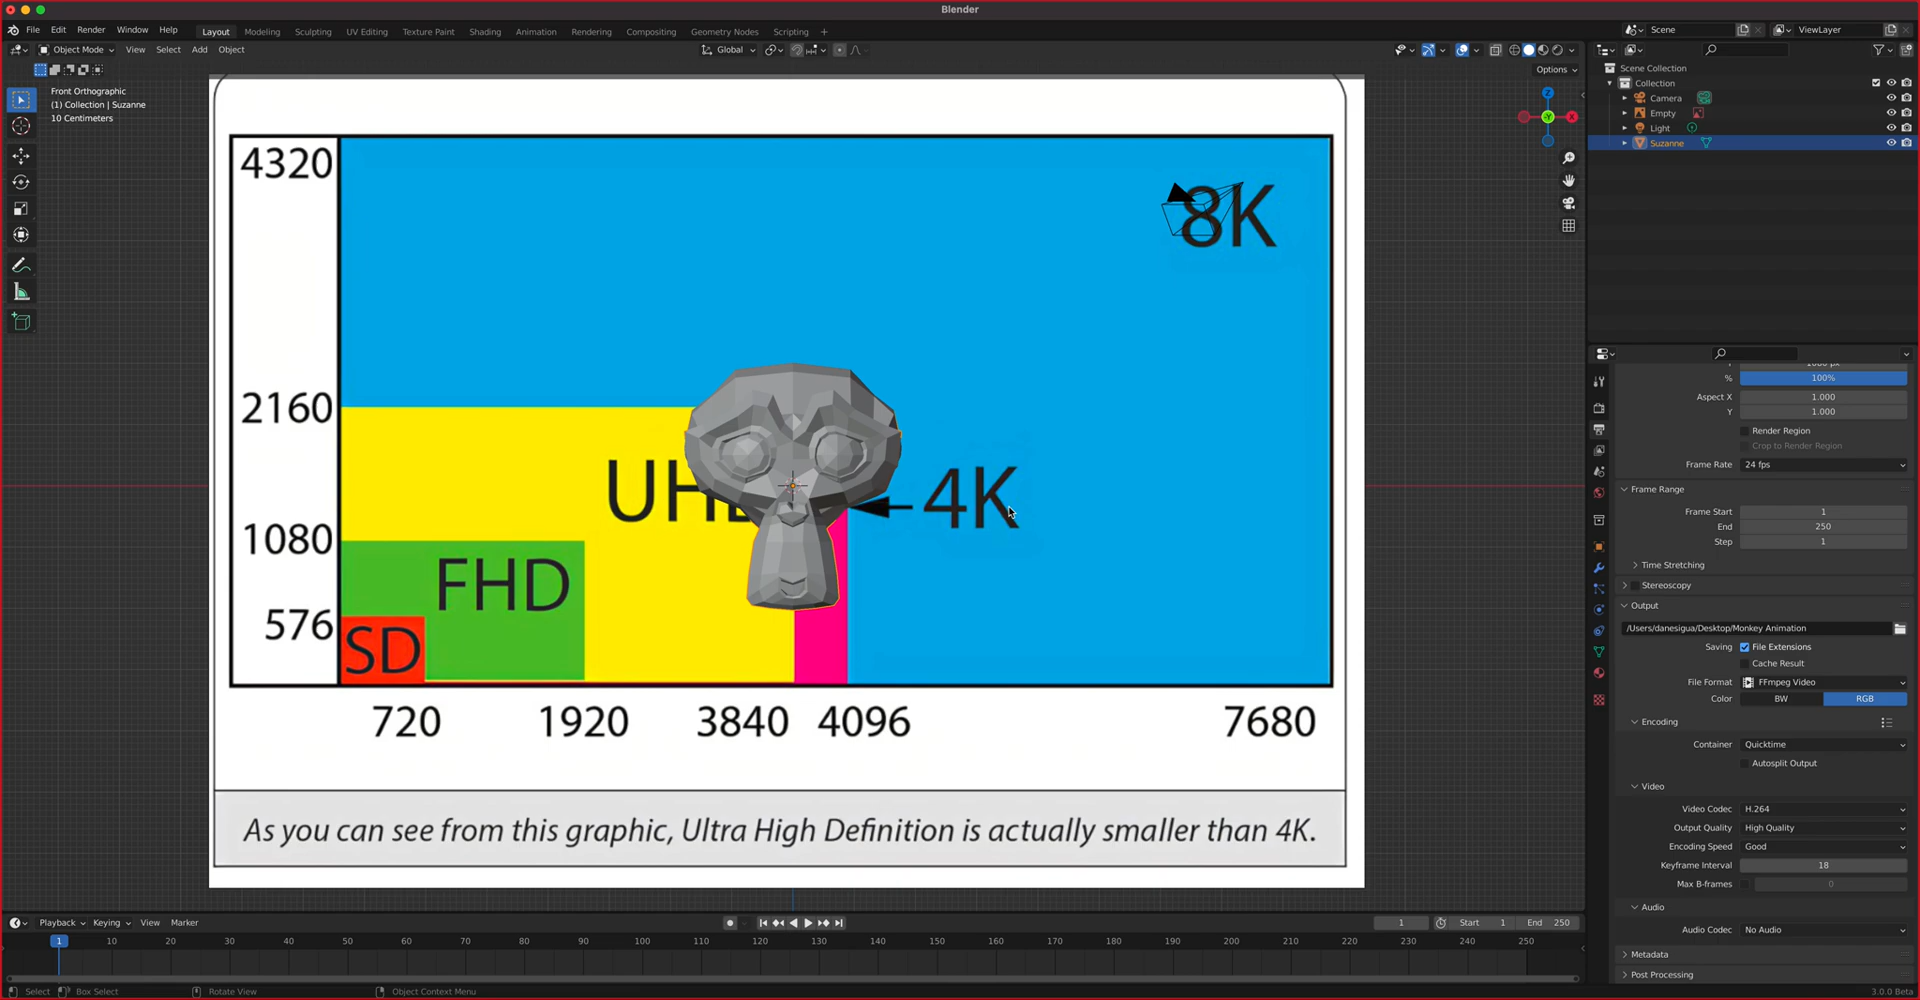 Blender
File Edit Render Window Help Layout Modeling Sculpting UV Editing Texture Paint Shading Animation Rendering Compositing Geometry Nodes Scripting + Scene ViewLayer
Object Mode View Select Add Object Global
Options
Front Orthographic
(1) Collection | Suzanne
10 Centimeters
Z
-Y
X
Scene Collection
Collection
Camera
Empty
Light
Suzanne
4320
8K
2160
UH
4K
1080
FHD
576
SD
720 1920 3840 4096 7680
As you can see from this graphic, Ultra High Definition is actually smaller than 4K.
% 100%
Aspect X 1.000
Y 1.000
Render Region
Crop to Render Region
Frame Rate 24 fps
Frame Range
Frame Start 1
End 250
Step 1
Time Stretching
Stereoscopy
Output
/Users/danesigua/Desktop/Monkey Animation
Saving File Extensions
Cache Result
File Format FFmpeg Video
Color BW RGB
Encoding
Container Quicktime
Autosplit Output
Video
Video Codec H.264
Output Quality High Quality
Encoding Speed Good
Keyframe Interval 18
Max B-frames 0
Audio
Audio Codec No Audio
Metadata
Post Processing
Playback Keying View Marker 1 Start 1 End 250
1 10 20 30 40 50 60 70 80 90 100 110 120 130 140 150 160 170 180 190 200 210 220 230 240 250
Select Box Select Rotate View Object Context Menu 3.0.0 Beta